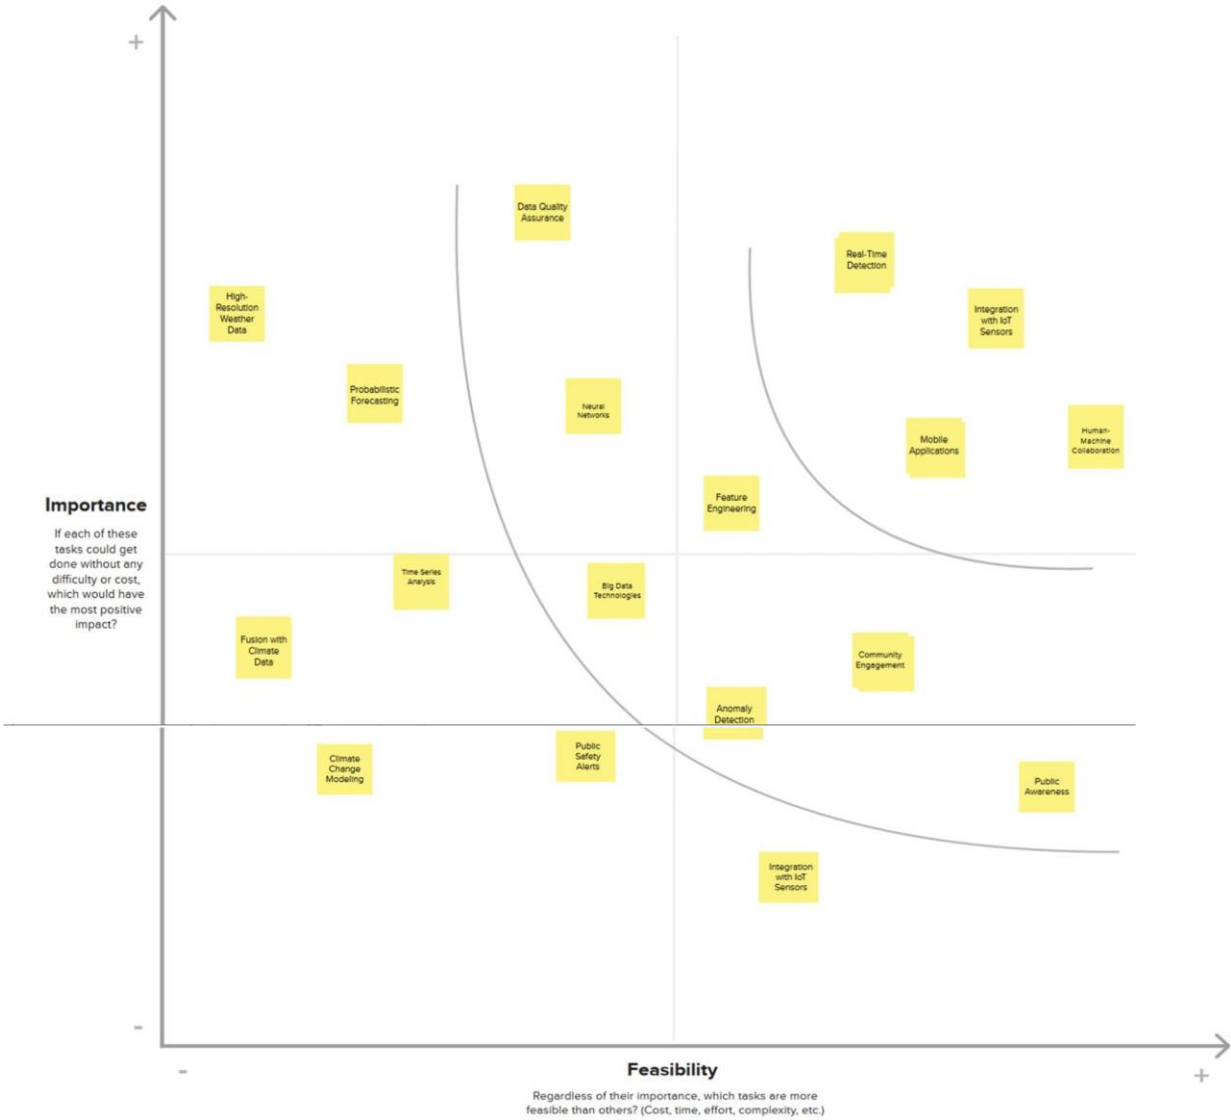 +
Data Quality
Assurance
Real-Time
Detection
High-
Resolution
Weather
Data
Integration
with IoT
Sensors
Probabilistic
Forecasting
Neural
Networks
Mobile
Applications
Human-
Machine
Collaboration
Feature
Engineering
Importance
If each of these
tasks could get
done without any
difficulty or cost,
which would have
the most positive
impact?
Time Series
Analysis
Big Data
Technologies
Fusion with
Climate
Data
Community
Engagement
Anomaly
Detection
Climate
Change
Modeling
Public
Safety
Alerts
Public
Awareness
Integration
with IoT
Sensors
-
-
Feasibility
+
Regardless of their importance, which tasks are more
feasible than others? (Cost, time, effort, complexity, etc.)